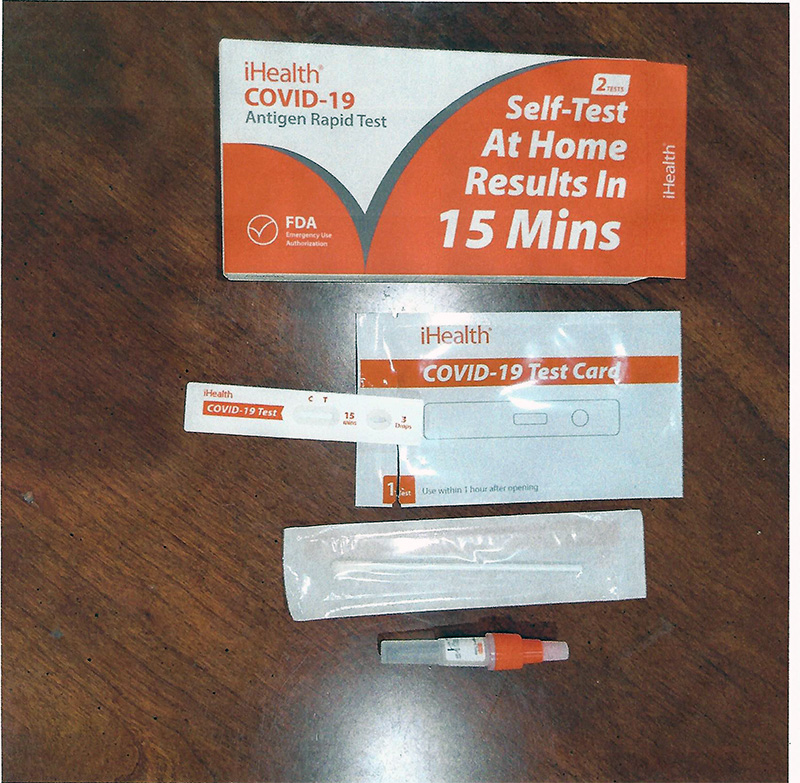 iHealth®
COVID-19
Antigen Rapid Test
2 TESTS
Self-Test
At Home
Results In
15 Mins
iHealth®
FDA
Emergency Use
Authorization
iHealth®
COVID-19 Test Card
1 Test
Use within 1 hour after opening
iHealth
COVID-19 Test
C T
15
MINS
3
Drops